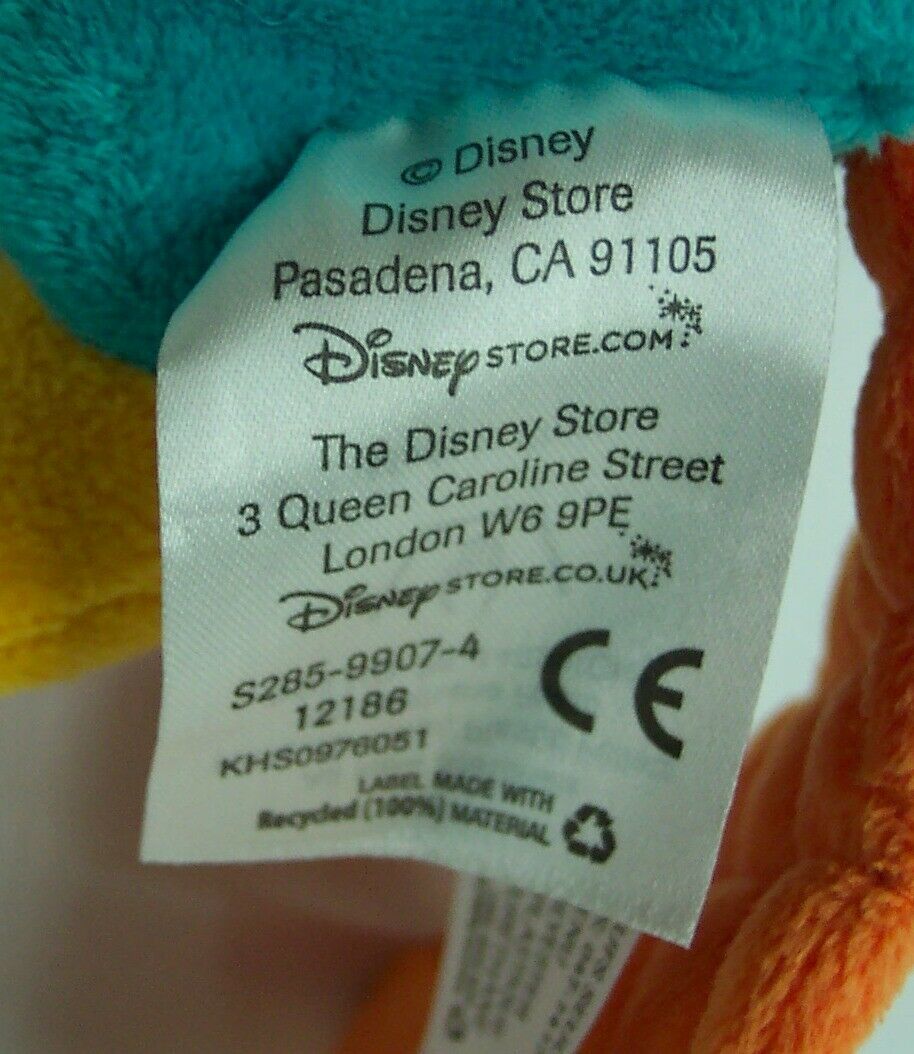 © Disney
Disney Store
Pasadena, CA 91105
DISNEY STORE.COM
The Disney Store
3 Queen Caroline Street
London W6 9PE
DISNEY STORE.CO.UK
S285-9907-4
12186
KHS0976051
CE
LABEL MADE WITH
Recycled (100%) MATERIAL